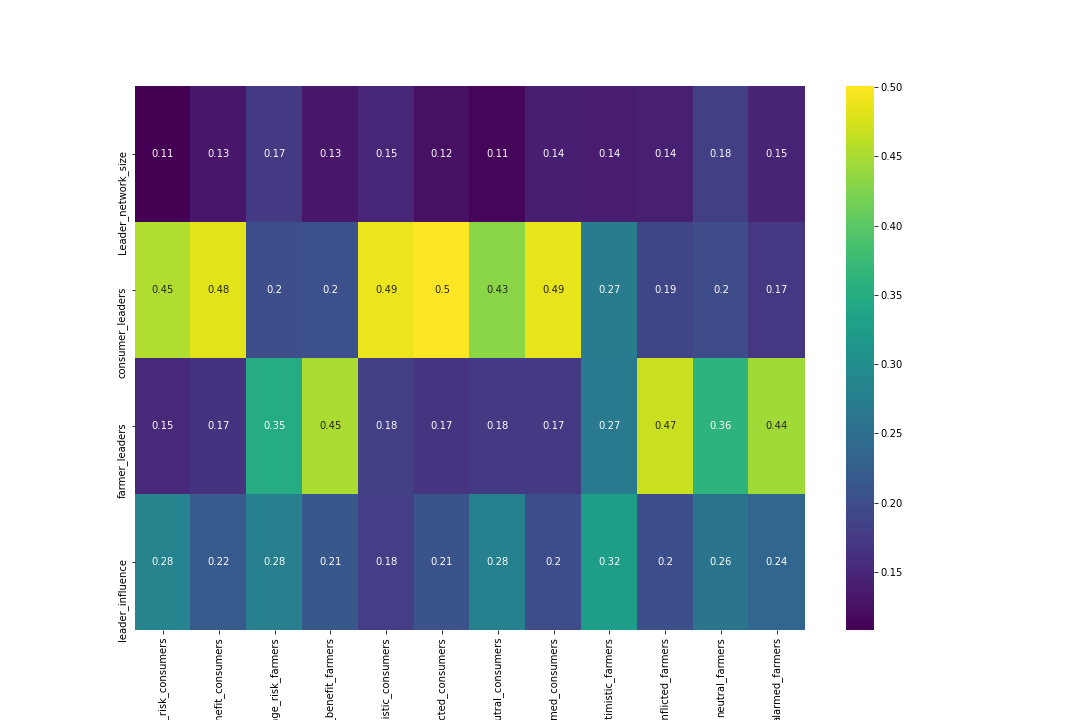 Leader_network_size
0.11 0.13 0.17 0.13 0.15 0.12 0.11 0.14 0.14 0.14 0.18 0.15
consumer_leaders
0.45 0.48 0.2 0.2 0.49 0.5 0.43 0.49 0.27 0.19 0.2 0.17
farmer_leaders
0.15 0.17 0.35 0.45 0.18 0.17 0.18 0.17 0.27 0.47 0.36 0.44
leader_influence
0.28 0.22 0.28 0.21 0.18 0.21 0.28 0.2 0.32 0.2 0.26 0.24
_risk_consumers
nefit_consumers
ge_risk_farmers
_benefit_farmers
istic_consumers
cted_consumers
utral_consumers
med_consumers
timistic_farmers
nflicted_farmers
neutral_farmers
alarmed_farmers
0.50
0.45
0.40
0.35
0.30
0.25
0.20
0.15